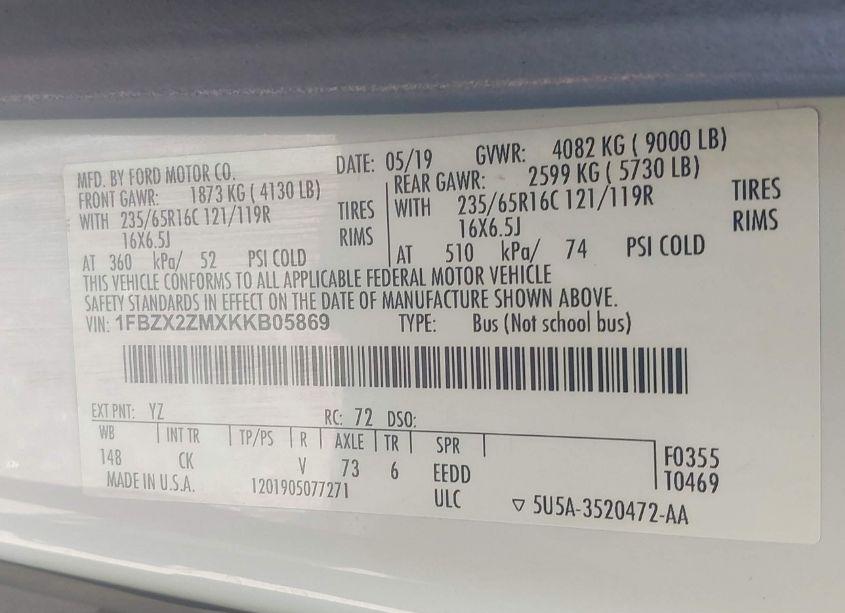 MFD. BY FORD MOTOR CO. DATE: 05/19 GVWR: 4082 KG ( 9000 LB)
FRONT GAWR: 1873 KG ( 4130 LB) REAR GAWR: 2599 KG ( 5730 LB)
WITH 235/65R16C 121/119R TIRES WITH 235/65R16C 121/119R TIRES
16X6.5J RIMS 16X6.5J RIMS
AT 360 kPa/ 52 PSI COLD AT 510 kPa/ 74 PSI COLD
THIS VEHICLE CONFORMS TO ALL APPLICABLE FEDERAL MOTOR VEHICLE
SAFETY STANDARDS IN EFFECT ON THE DATE OF MANUFACTURE SHOWN ABOVE.
VIN: 1FBZX2ZMXKKB05869 TYPE: Bus (Not school bus)
EXT PNT: YZ RC: 72 DSO:
WB INT TR TP/PS R AXLE TR SPR
148 CK V 73 6 EEDD F0355
MADE IN U.S.A. 1201905077271 ULC T0469
▽ 5U5A-3520472-AA